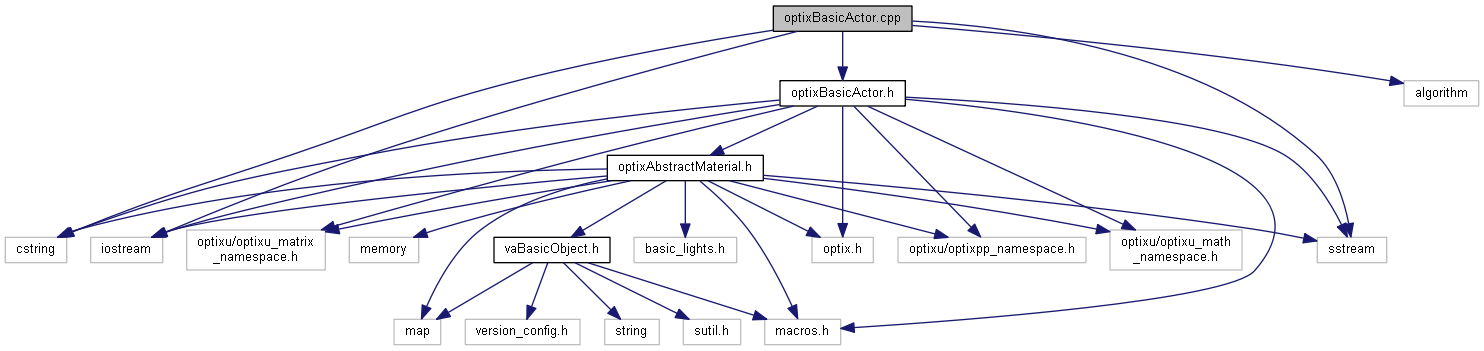 optixBasicActor.cpp
optixBasicActor.h
algorithm
optixAbstractMaterial.h
cstring
iostream
optixu/optixu_matrix
_namespace.h
memory
vaBasicObject.h
basic_lights.h
optix.h
optixu/optixpp_namespace.h
optixu/optixu_math
_namespace.h
sstream
map
version_config.h
string
sutil.h
macros.h